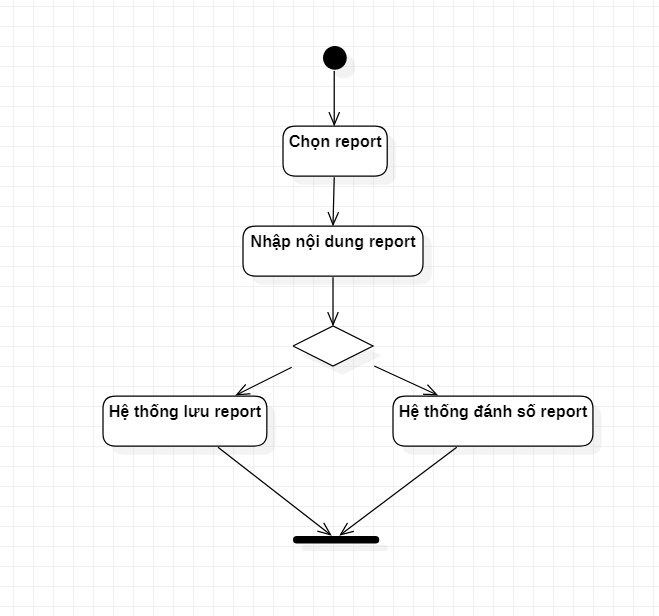 Chọn report
Nhập nội dung report
Hệ thống lưu report
Hệ thống đánh số report